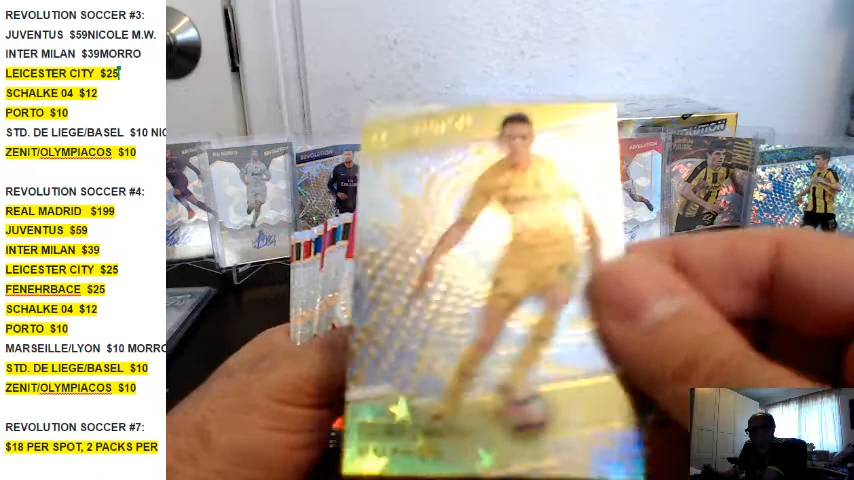 REVOLUTION SOCCER #3:
JUVENTUS $59NICOLE M.W.
INTER MILAN $39MORRO
LEICESTER CITY $25
SCHALKE 04 $12
PORTO $10
STD. DE LIEGE/BASEL $10 NIC
ZENIT/OLYMPIACOS $10
REVOLUTION SOCCER #4:
REAL MADRID $199
JUVENTUS $59
INTER MILAN $39
LEICESTER CITY $25
FENEHRBACE $25
SCHALKE 04 $12
PORTO $10
MARSEILLE/LYON $10 MORRO
STD. DE LIEGE/BASEL $10
ZENIT/OLYMPIACOS $10
REVOLUTION SOCCER #7:
$18 PER SPOT, 2 PACKS PER
REVOLUTION